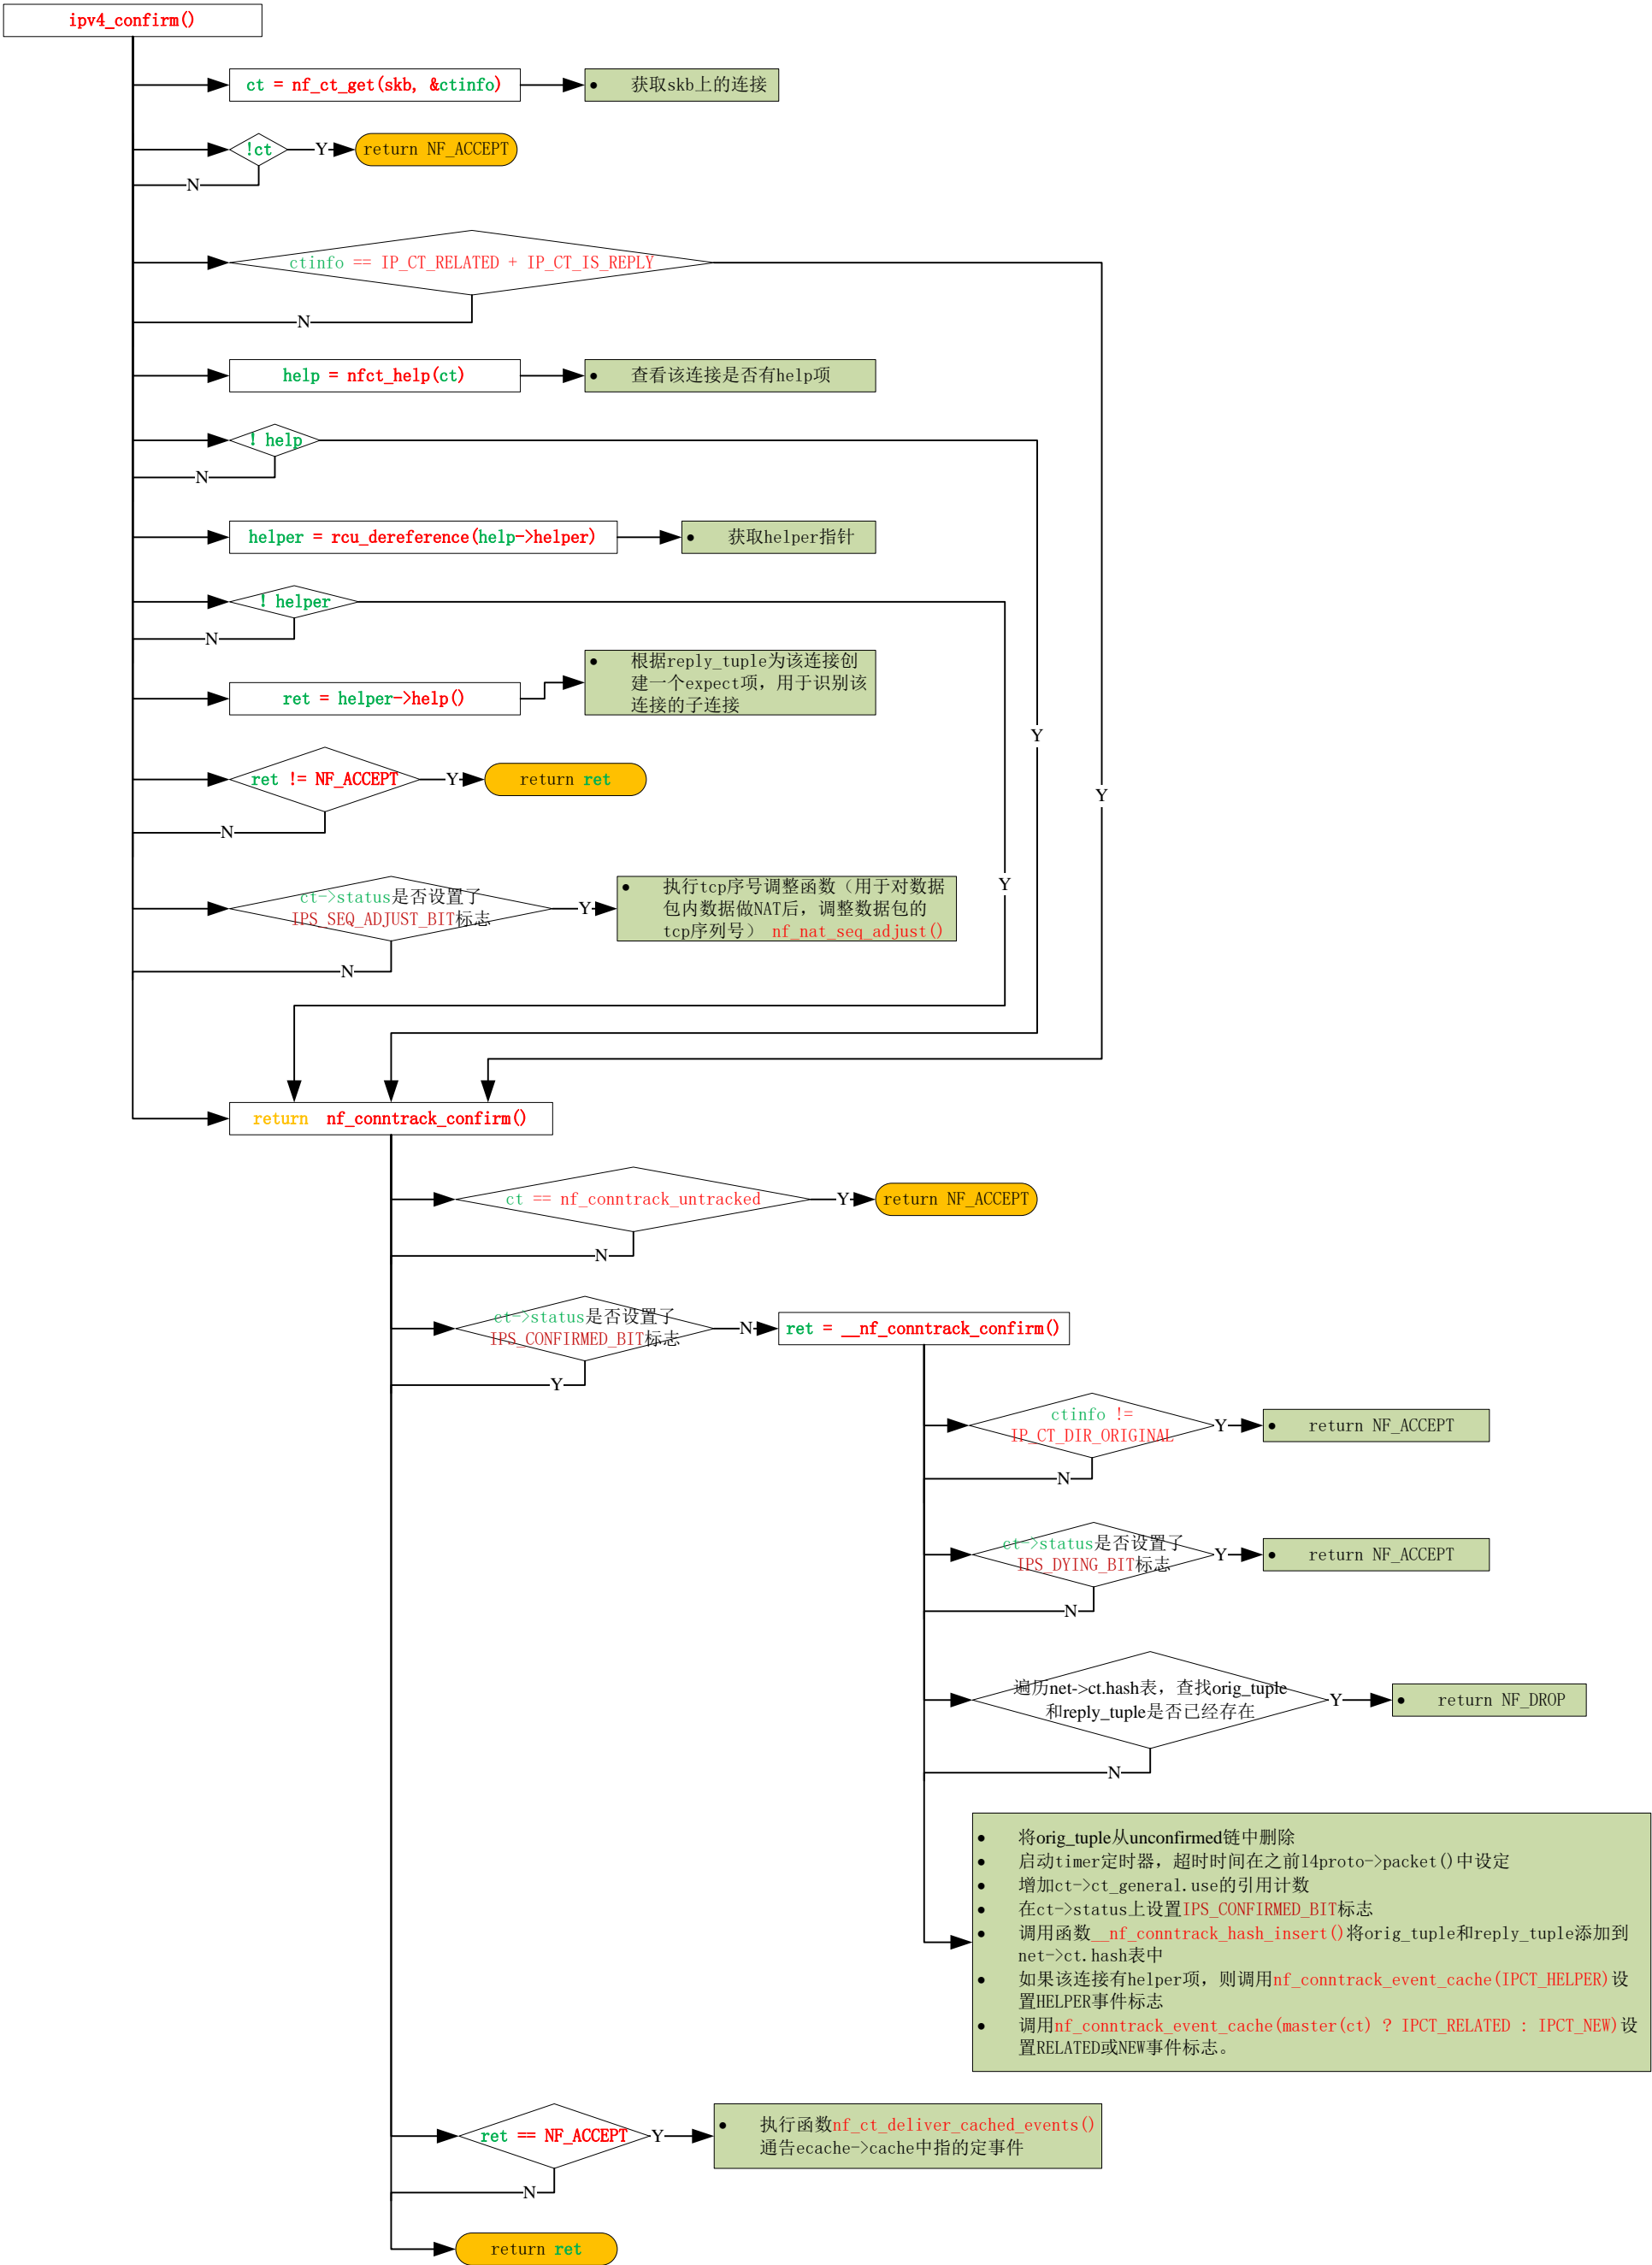 ipv4_confirm()
ct = nf_ct_get(skb, &ctinfo)
● 获取skb上的连接
!ct
Y
return NF_ACCEPT
N
ctinfo == IP_CT_RELATED + IP_CT_IS_REPLY
N
help = nfct_help(ct)
● 查看该连接是否有help项
! help
N
helper = rcu_dereference(help->helper)
● 获取helper指针
! helper
N
● 根据reply_tuple为该连接创
建一个expect项，用于识别该
连接的子连接
ret = helper->help()
Y
ret != NF_ACCEPT
Y
return ret
Y
N
Y
ct->status是否设置了
IPS_SEQ_ADJUST_BIT标志
Y
● 执行tcp序号调整函数（用于对数据
包内数据做NAT后，调整数据包的
tcp序列号） nf_nat_seq_adjust()
N
return nf_conntrack_confirm()
ct == nf_conntrack_untracked
Y
return NF_ACCEPT
N
ct->status是否设置了
IPS_CONFIRMED_BIT标志
N
ret = __nf_conntrack_confirm()
Y
ctinfo !=
IP_CT_DIR_ORIGINAL
Y
● return NF_ACCEPT
N
ct->status是否设置了
IPS_DYING_BIT标志
Y
● return NF_ACCEPT
N
遍历net->ct.hash表，查找orig_tuple
和reply_tuple是否已经存在
Y
● return NF_DROP
N
● 将orig_tuple从unconfirmed链中删除
● 启动timer定时器，超时时间在之前l4proto->packet()中设定
● 增加ct->ct_general.use的引用计数
● 在ct->status上设置IPS_CONFIRMED_BIT标志
● 调用函数__nf_conntrack_hash_insert()将orig_tuple和reply_tuple添加到
net->ct.hash表中
● 如果该连接有helper项，则调用nf_conntrack_event_cache(IPCT_HELPER)设
置HELPER事件标志
● 调用nf_conntrack_event_cache(master(ct) ? IPCT_RELATED : IPCT_NEW)设
置RELATED或NEW事件标志。
ret == NF_ACCEPT
Y
● 执行函数nf_ct_deliver_cached_events()
通告ecache->cache中指的定事件
N
return ret